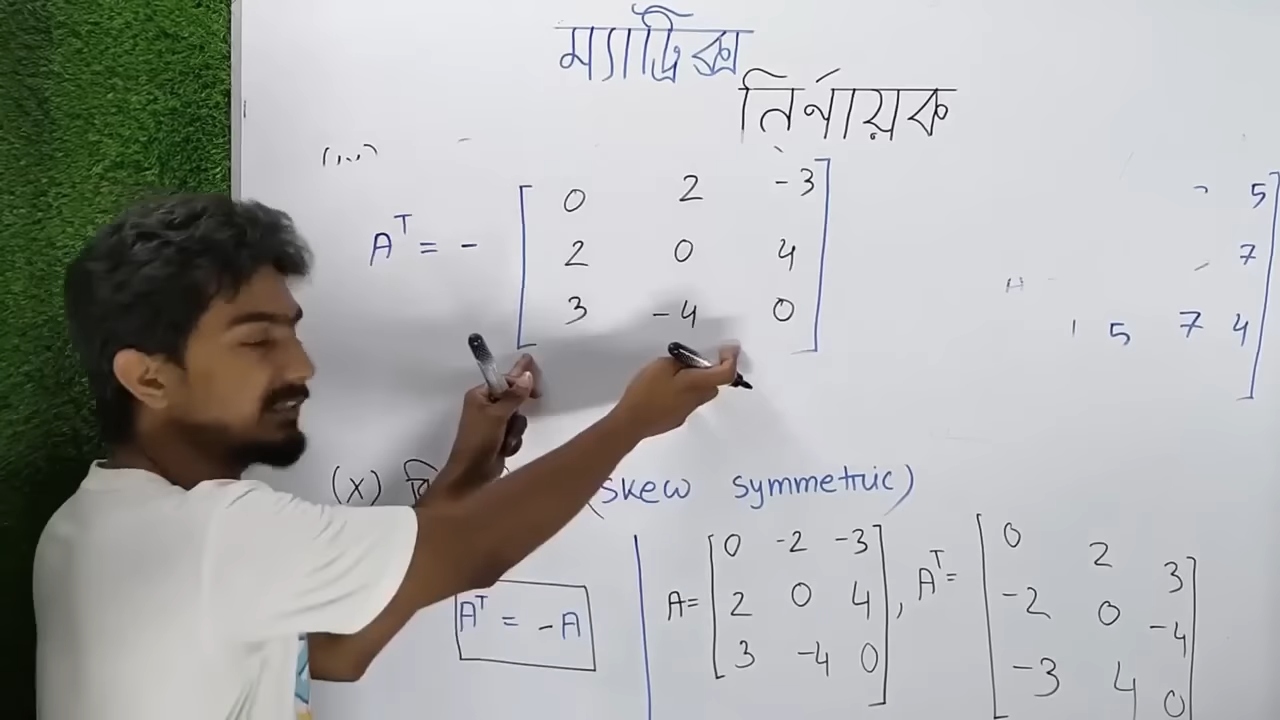 ম্যাট্রিক্স
নির্নায়ক
A^T = - [ 0 2 -3
2 0 4
3 -4 0 ]
5
7
5 7 4 ]
(x) (skew symmetric)
A^T = -A
A = [ 0 -2 -3
2 0 4
3 -4 0 ] , A^T = [ 0 2 3
-2 0 -4
-3 4 0 ]